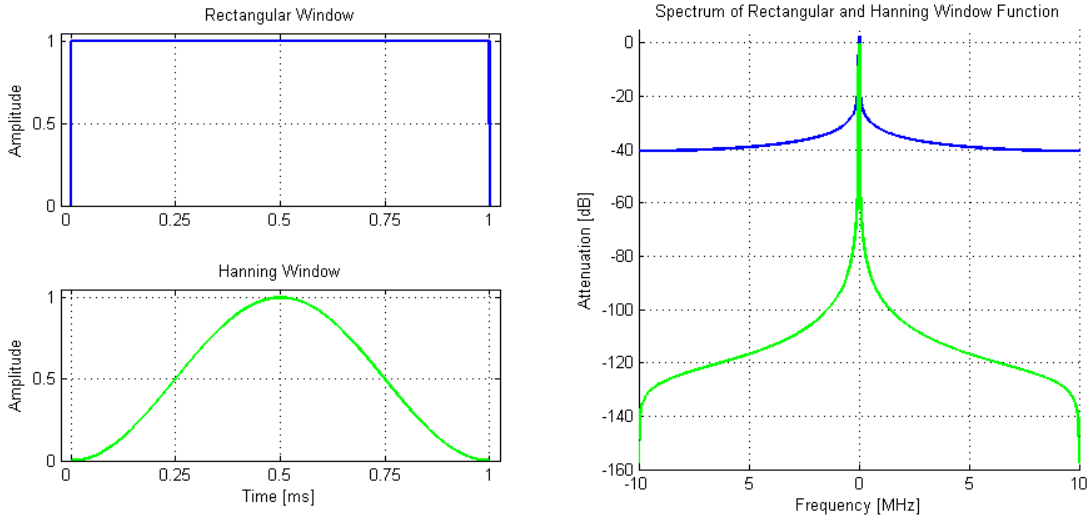 Rectangular Window
Amplitude
1
0.5
0
0 0.25 0.5 0.75 1
Hanning Window
Amplitude
1
0.5
0
0 0.25 0.5 0.75 1
Time [ms]
Spectrum of Rectangular and Hanning Window Function
Attenuation [dB]
0
-20
-40
-60
-80
-100
-120
-140
-160
-10 -5 0 5 10
Frequency [MHz]